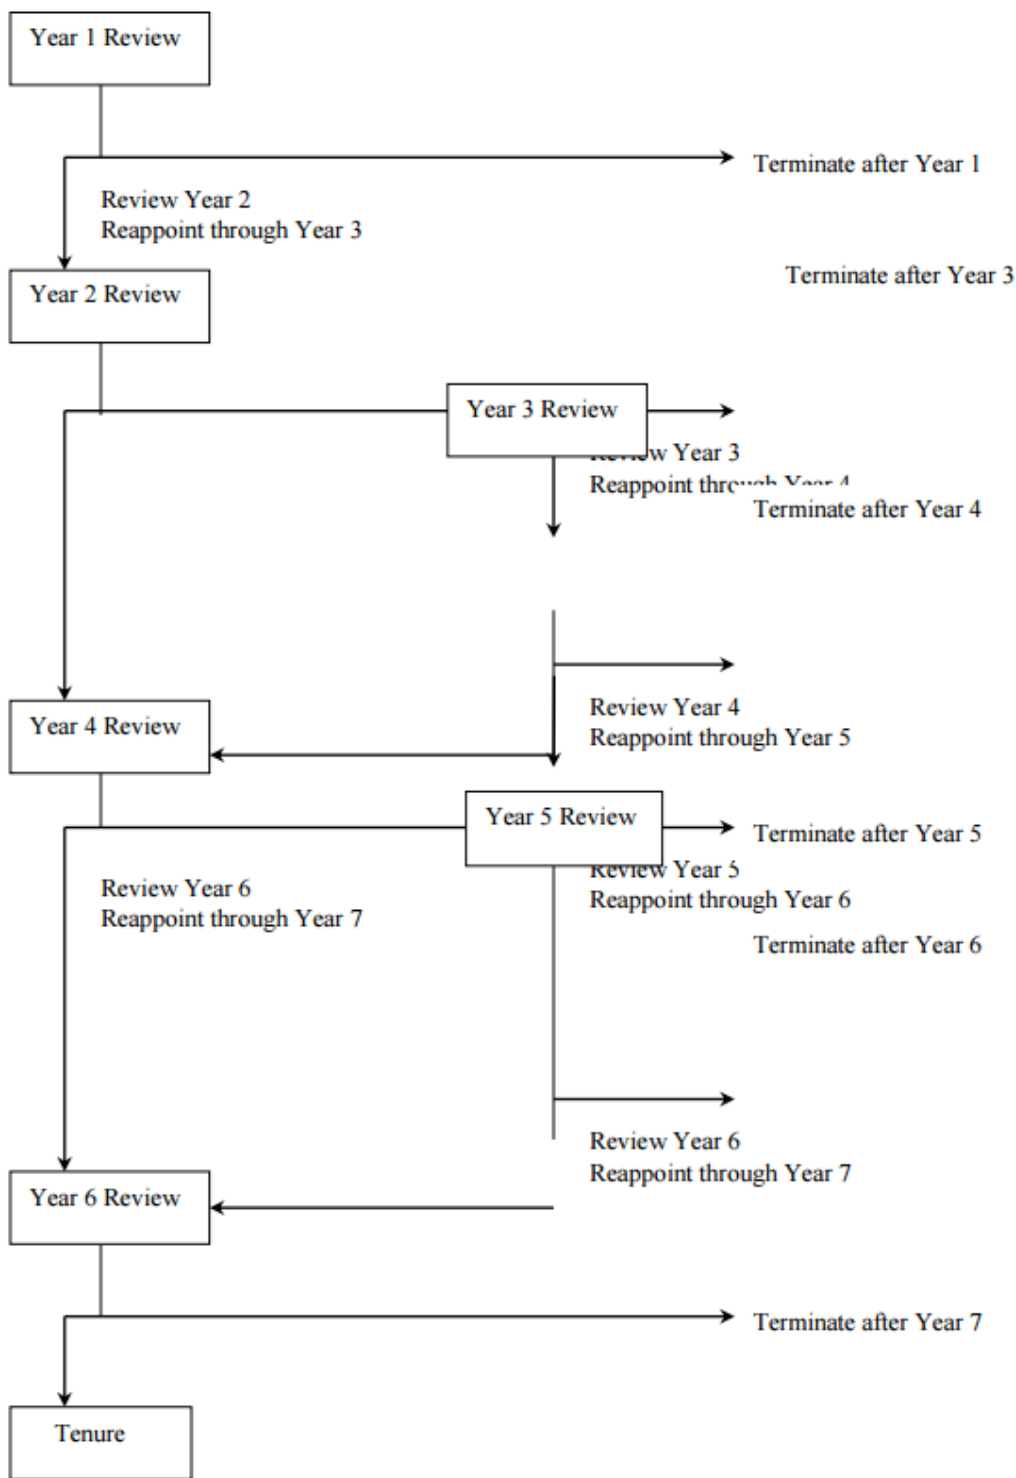 Year 1 Review
Terminate after Year 1
Review Year 2
Reappoint through Year 3
Terminate after Year 3
Year 2 Review
Year 3 Review
Review Year 3
Reappoint through Year 4
Terminate after Year 4
Year 4 Review
Review Year 4
Reappoint through Year 5
Year 5 Review
Terminate after Year 5
Review Year 5
Reappoint through Year 6
Review Year 6
Reappoint through Year 7
Terminate after Year 6
Review Year 6
Reappoint through Year 7
Year 6 Review
Terminate after Year 7
Tenure